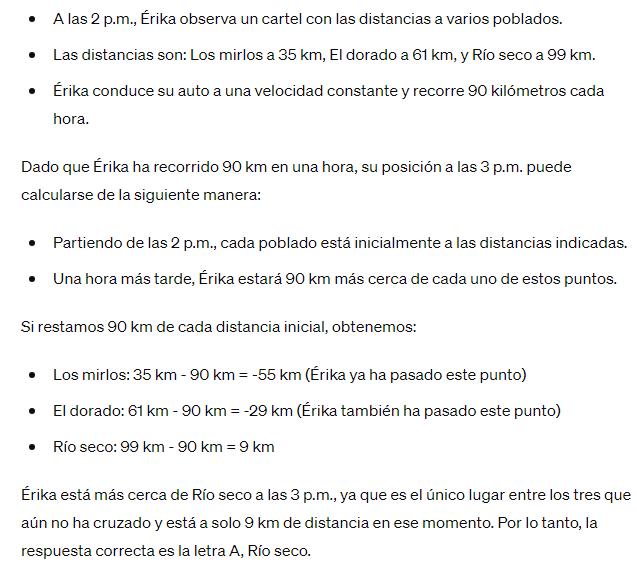 • A las 2 p.m., Érika observa un cartel con las distancias a varios poblados.
• Las distancias son: Los mirlos a 35 km, El dorado a 61 km, y Río seco a 99 km.
• Érika conduce su auto a una velocidad constante y recorre 90 kilómetros cada
hora.
Dado que Érika ha recorrido 90 km en una hora, su posición a las 3 p.m. puede
calcularse de la siguiente manera:
• Partiendo de las 2 p.m., cada poblado está inicialmente a las distancias indicadas.
• Una hora más tarde, Érika estará 90 km más cerca de cada uno de estos puntos.
Si restamos 90 km de cada distancia inicial, obtenemos:
• Los mirlos: 35 km - 90 km = -55 km (Érika ya ha pasado este punto)
• El dorado: 61 km - 90 km = -29 km (Érika también ha pasado este punto)
• Río seco: 99 km - 90 km = 9 km
Érika está más cerca de Río seco a las 3 p.m., ya que es el único lugar entre los tres que
aún no ha cruzado y está a solo 9 km de distancia en ese momento. Por lo tanto, la
respuesta correcta es la letra A, Río seco.